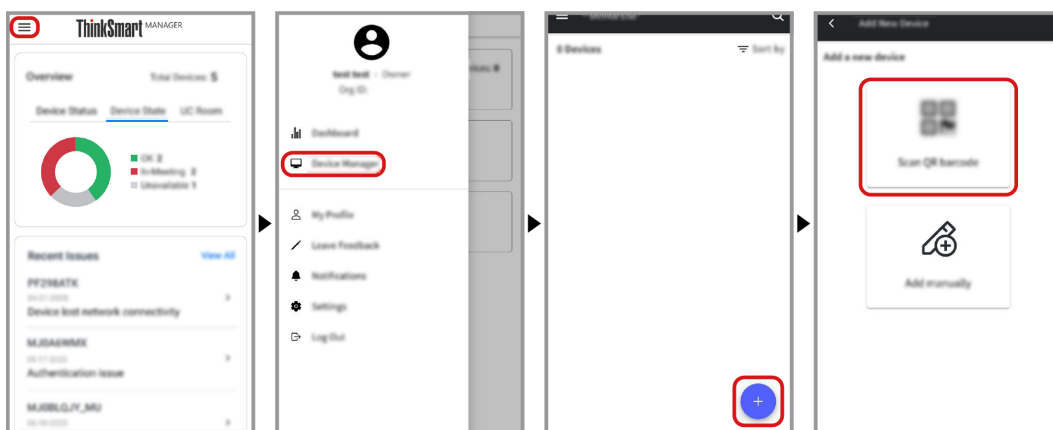 ThinkSmart MANAGER
Overview
Total Devices: 5
Device Status Device State UC Room
OK 2
In-Meeting 2
Unavailable 1
Recent Issues View All
PF298ATK
Device lost network connectivity
MJ0A6WMX
Authentication issue
MJ0BLQJY_MU
test test - Owner
Org ID:
Dashboard
Device Manager
My Profile
Leave Feedback
Notifications
Settings
Log Out
0 Devices Sort by
Add New Device
Add a new device
Scan QR barcode
Add manually